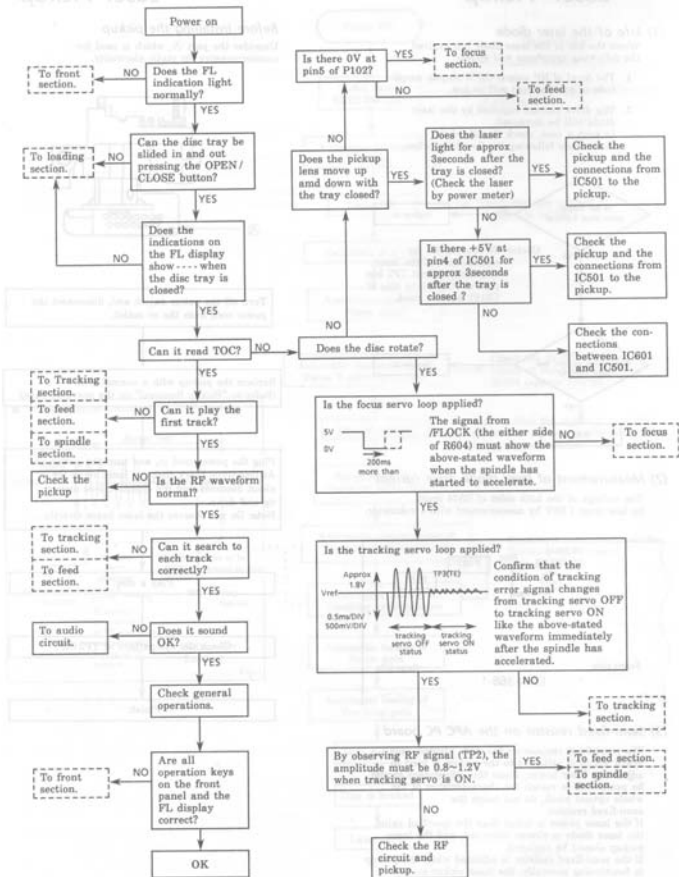 Power on
Does the FL
indication light
normally?
NO
To front
section.
YES
Can the disc tray be
slided in and out
pressing the OPEN/
CLOSE button?
NO
To loading
section.
YES
Does the
indications on
the FL display
show ---- when
the disc tray is
closed?
NO
YES
Can it read TOC?
NO
YES
To Tracking
section.
To feed
section.
To spindle
section.
NO
Can it play the
first track?
YES
Check the
pickup
NO
Is the RF waveform
normal?
YES
To tracking
section.
To feed
section.
NO
Can it search to
each track
correctly?
YES
To audio
circuit.
NO
Does it sound
OK?
YES
Check general
operations.
To front
section.
NO
Are all
operation keys
on the front
panel and the
FL display
correct?
OK
Is there 0V at
pin5 of P102?
YES
To focus
section.
NO
To feed
section.
NO
Does the pickup
lens move up
amd down with
the tray closed?
YES
Does the laser
light for approx
3seconds after the
tray is closed?
(Check the laser
by power meter)
YES
Check the
pickup and the
connections from
IC501 to the
pickup.
NO
Is there +5V at
pin4 of IC501 for
approx 3seconds
after the tray is
closed ?
YES
Check the
pickup and the
connections from
IC501 to the
pickup.
NO
Check the con-
nections
between IC601
and IC501.
NO
Does the disc rotate?
YES
Is the focus servo loop applied?
5V
0V
200ms
more than
The signal from
/FLOCK (the either side
of R604) must show the
above-stated waveform
when the spindle has
started to accelerate.
NO
To focus
section.
YES
Is the tracking servo loop applied?
Approx
1.8V
Vref
TP3(TE)
0.5ms/DIV
500mV/DIV
tracking
servo OFF
status
tracking
servo ON
status
Confirm that the
condition of tracking
error signal changes
from tracking servo OFF
to tracking servo ON
like the above-stated
waveform immediately
after the spindle has
accelerated.
YES
NO
To tracking
section.
By observing RF signal (TP2), the
amplitude must be 0.8~1.2V
when tracking servo is ON.
YES
To feed section.
To spindle
section.
NO
Check the RF
circuit and
pickup.